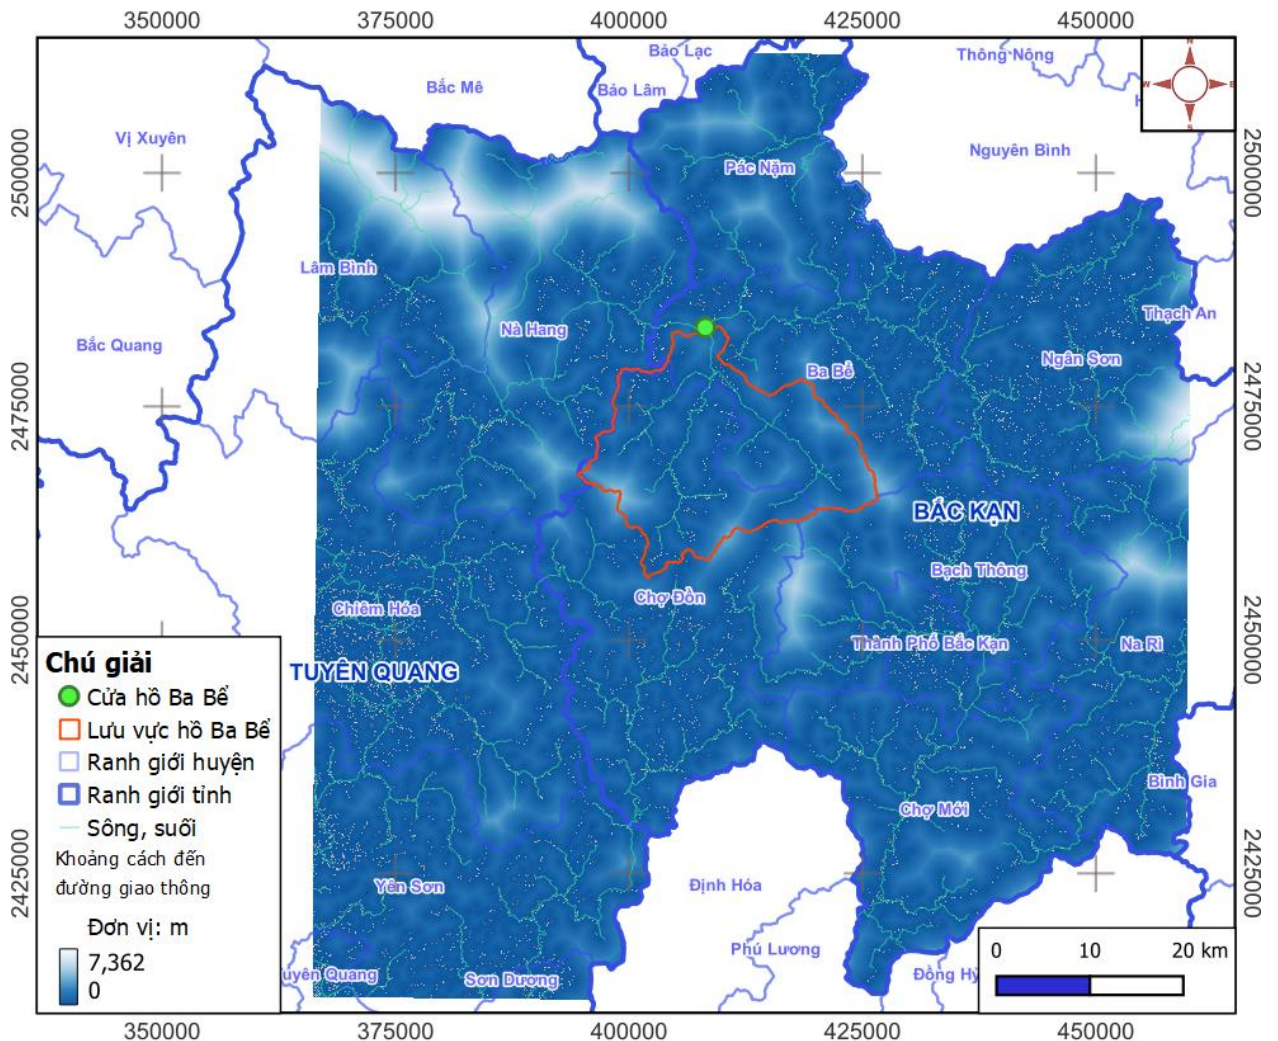 350000 375000 400000 425000 450000
Bảo Lạc
Thông Nông
Bắc Mê
Bảo Lâm
N
W
E
S
H
Vị Xuyên
Nguyên Bình
Pác Nặm
2500000
2500000
Lâm Bình
Thạch An
Nà Hang
Bắc Quang
Ngân Sơn
Ba Bể
2475000
2475000
BẮC KẠN
Bạch Thông
Chợ Đồn
Chiêm Hóa
Thành Phố Bắc Kạn
Na Rì
2450000
2450000
TUYÊN QUANG
Chú giải
Cửa hồ Ba Bể
Lưu vực hồ Ba Bể
Ranh giới huyện
Ranh giới tỉnh
Sông, suối
Khoảng cách đến
đường giao thông
Đơn vị: m
7,362
0
Bình Gia
Chợ Mới
2425000
2425000
Yên Sơn
Định Hóa
Phú Lương
uyên Quang
Sơn Dương
Đồng Hỷ
0 10 20 km
350000 375000 400000 425000 450000